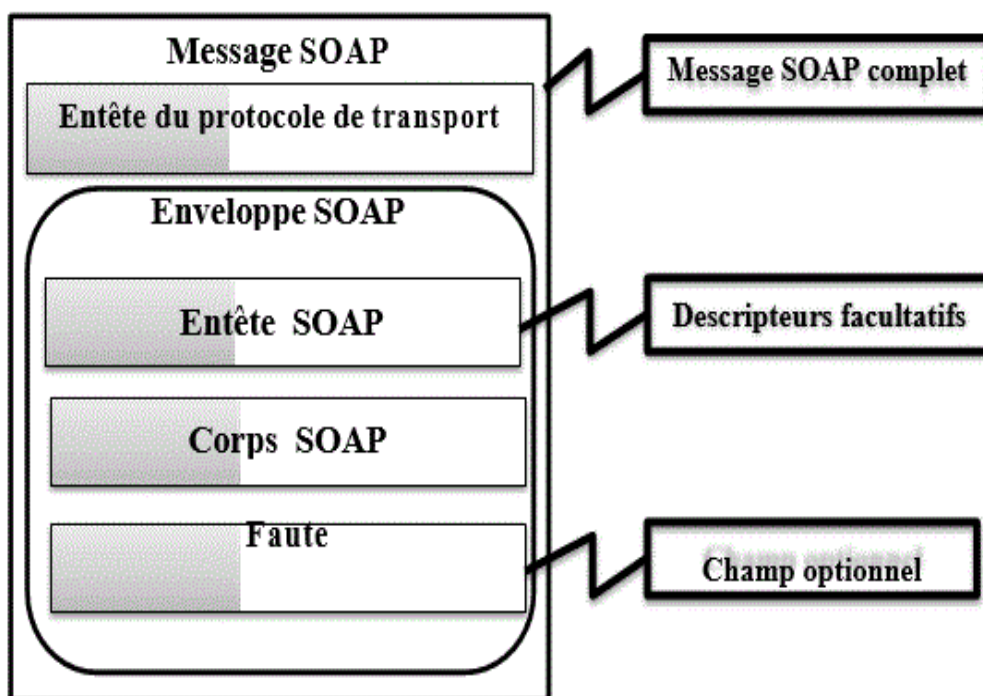 Message SOAP
Message SOAP complet
Entête du protocole de transport
Enveloppe SOAP
Entête SOAP
Descripteurs facultatifs
Corps SOAP
Faute
Champ optionnel